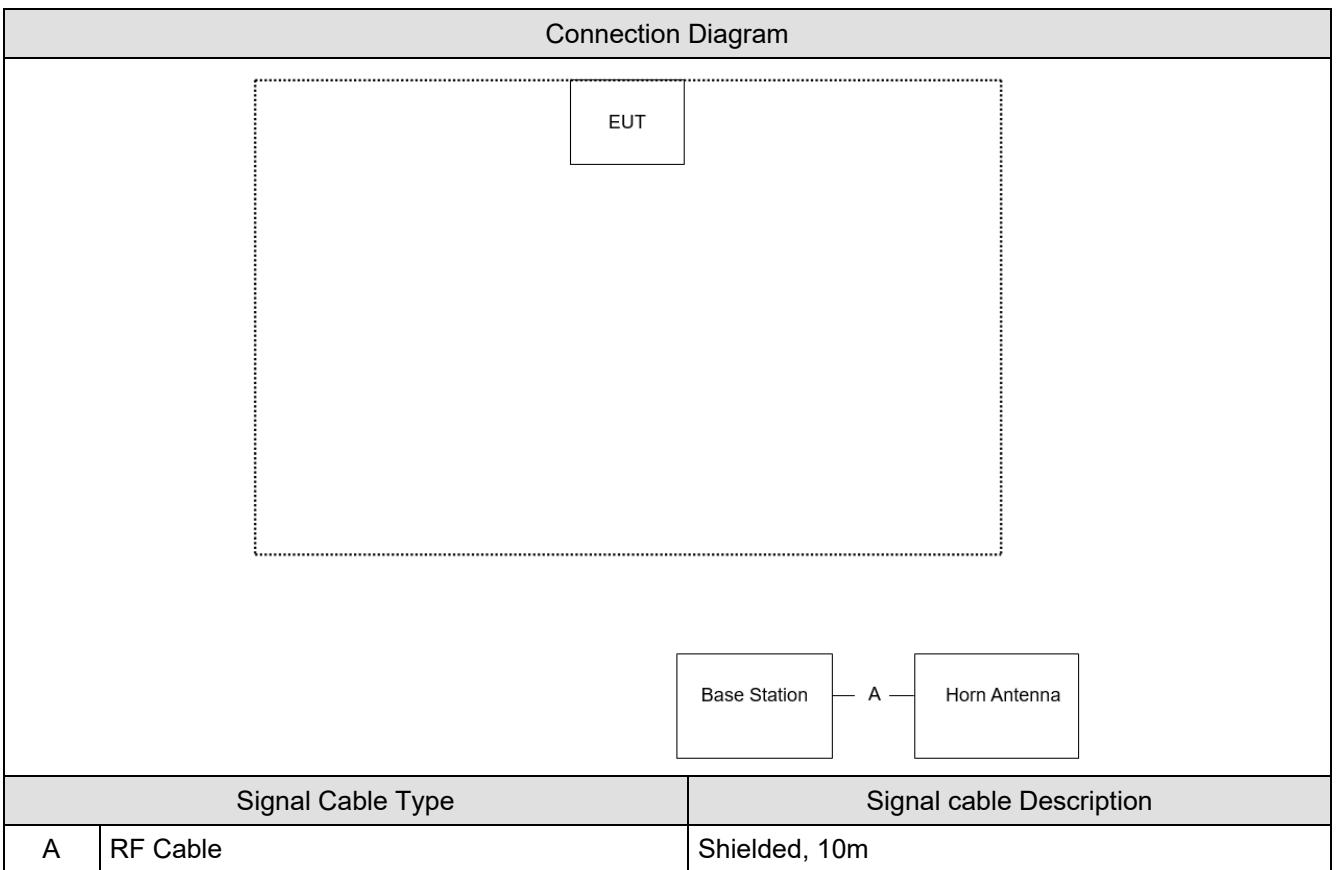 Connection Diagram
EUT
Base Station
A
Horn Antenna
Signal Cable Type
Signal cable Description
A
RF Cable
Shielded, 10m